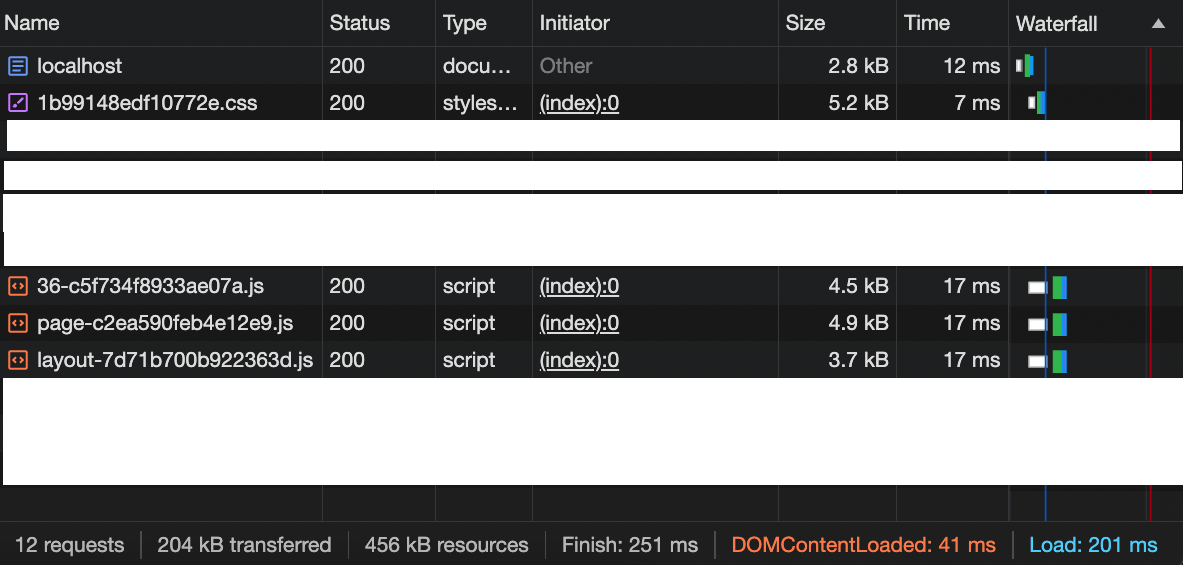 Name Status Type Initiator Size Time Waterfall
localhost 200 docu... Other 2.8 kB 12 ms
1b99148edf10772e.css 200 styles... (index):0 5.2 kB 7 ms
36-c5f734f8933ae07a.js 200 script (index):0 4.5 kB 17 ms
page-c2ea590feb4e12e9.js 200 script (index):0 4.9 kB 17 ms
layout-7d71b700b922363d.js 200 script (index):0 3.7 kB 17 ms
12 requests 204 kB transferred 456 kB resources Finish: 251 ms DOMContentLoaded: 41 ms Load: 201 ms